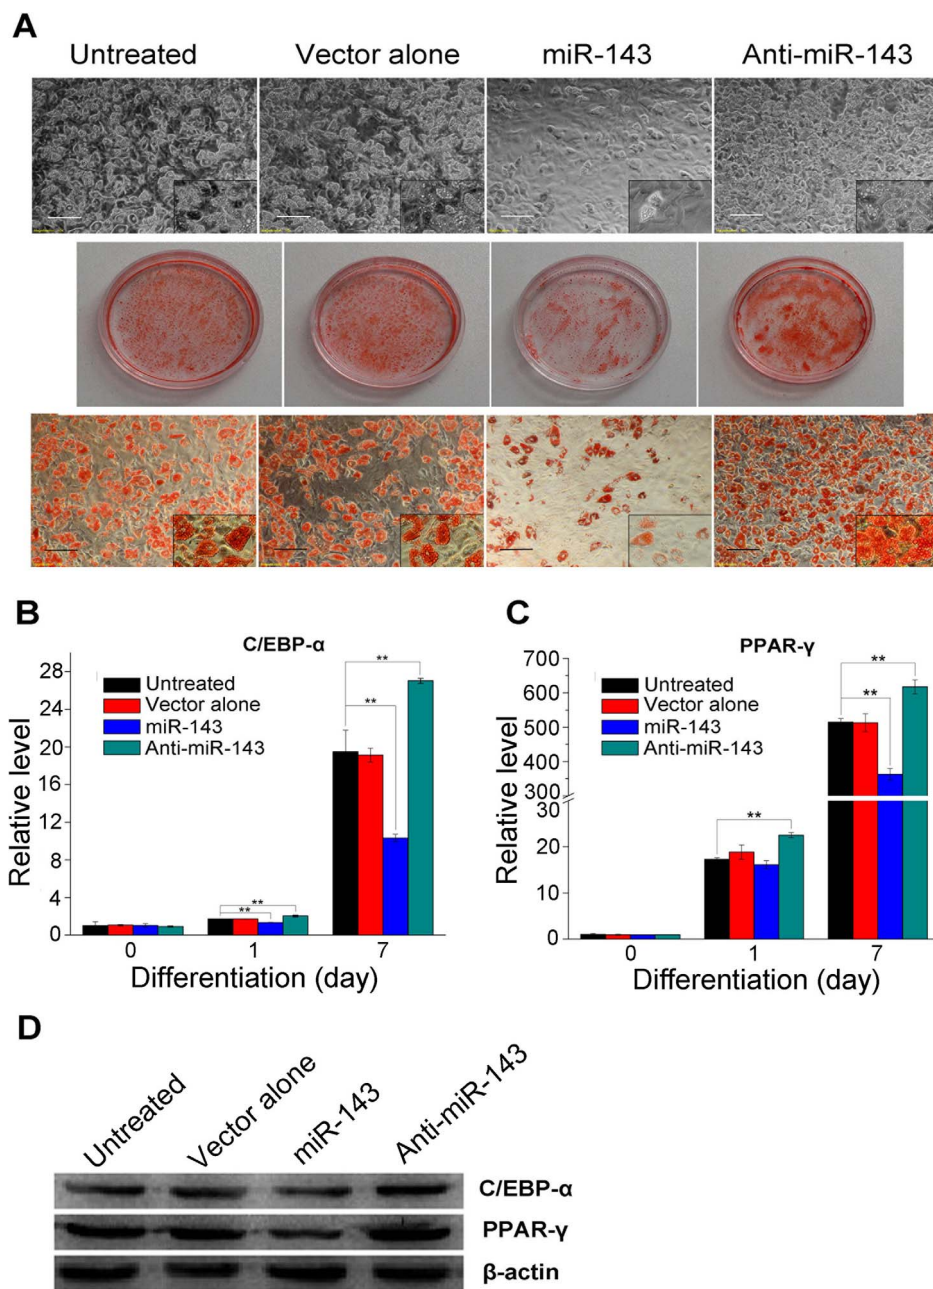 A
Untreated Vector alone miR-143 Anti-miR-143
B
C/EBP-α
Relative level
28
24
20
16
12
8
4
0
Untreated
Vector alone
miR-143
Anti-miR-143
**
**
**
**
0 1 7
Differentiation (day)
C
PPAR-γ
Relative level
700
600
500
400
300
30
20
10
0
Untreated
Vector alone
miR-143
Anti-miR-143
**
**
**
0 1 7
Differentiation (day)
D
Untreated Vector alone miR-143 Anti-miR-143
C/EBP-α
PPAR-γ
β-actin